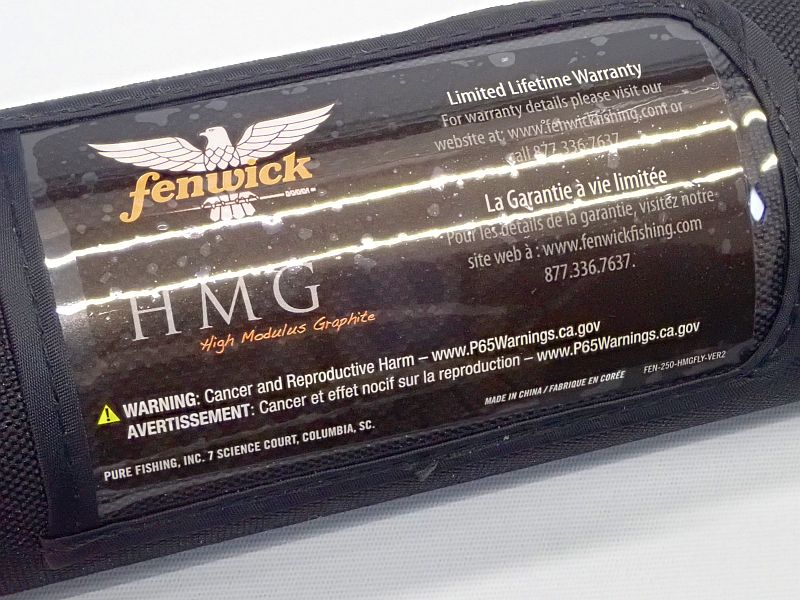 fenwick
HMG
High Modulus Graphite
Limited Lifetime Warranty
For warranty details please visit our
website at: www.fenwickfishing.com or
call 877.336.7637.
La Garantie à vie limitée
Pour les détails de la garantie, visitez notre
site web à : www.fenwickfishing.com
877.336.7637.
WARNING: Cancer and Reproductive Harm – www.P65Warnings.ca.gov
AVERTISSEMENT: Cancer et effet nocif sur la reproduction – www.P65Warnings.ca.gov
PURE FISHING, INC. 7 SCIENCE COURT, COLUMBIA, SC.
MADE IN CHINA / FABRIQUE EN CORÉE
FEN-250-HMGFLY-VER2